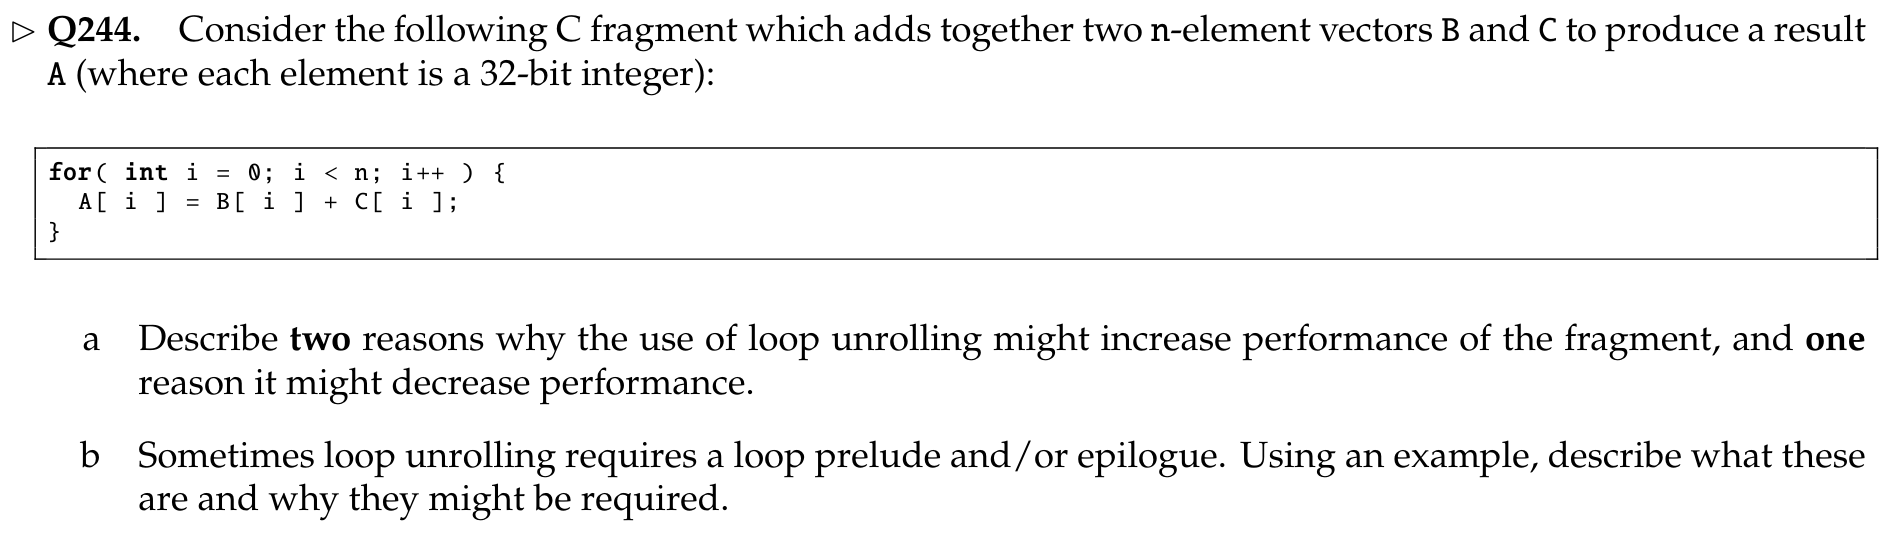 ▷ Q244. Consider the following C fragment which adds together two n-element vectors B and C to produce a result
A (where each element is a 32-bit integer):
for( int i = 0; i < n; i++ ) {
A[ i ] = B[ i ] + C[ i ];
}
a Describe two reasons why the use of loop unrolling might increase performance of the fragment, and one
reason it might decrease performance.
b Sometimes loop unrolling requires a loop prelude and/or epilogue. Using an example, describe what these
are and why they might be required.